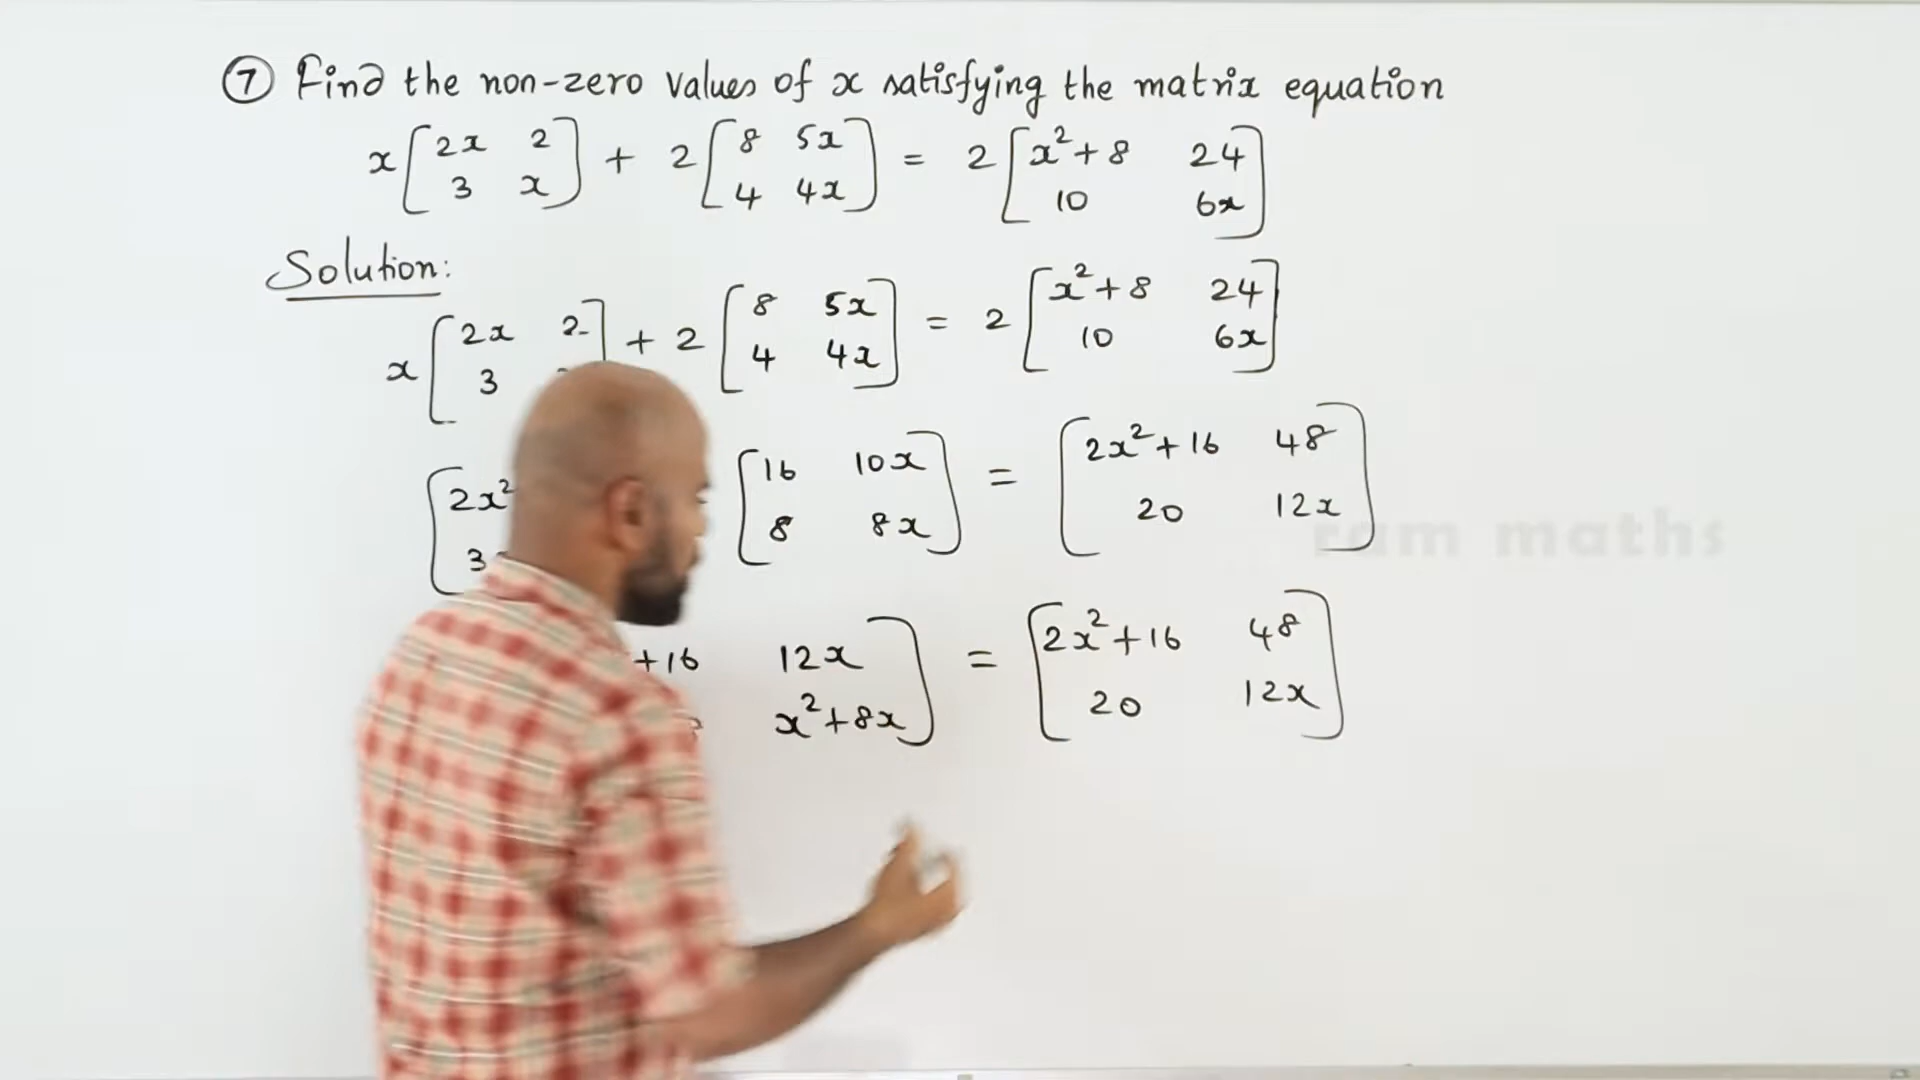 7 Find the non-zero values of x satisfying the matrix equation
x [ 2x 2 ] + 2 [ 8 5x ] = 2 [ x²+8 24 ]
3 x 4 4x 10 6x
Solution:
x [ 2x 2 ] + 2 [ 8 5x ] = 2 [ x²+8 24 ]
3 4 4x 10 6x
[ 2x² [ 16 10x ] = [ 2x²+16 48 ]
3 8 8x 20 12x
ram maths
+16 12x ] = [ 2x²+16 48 ]
x²+8x 20 12x